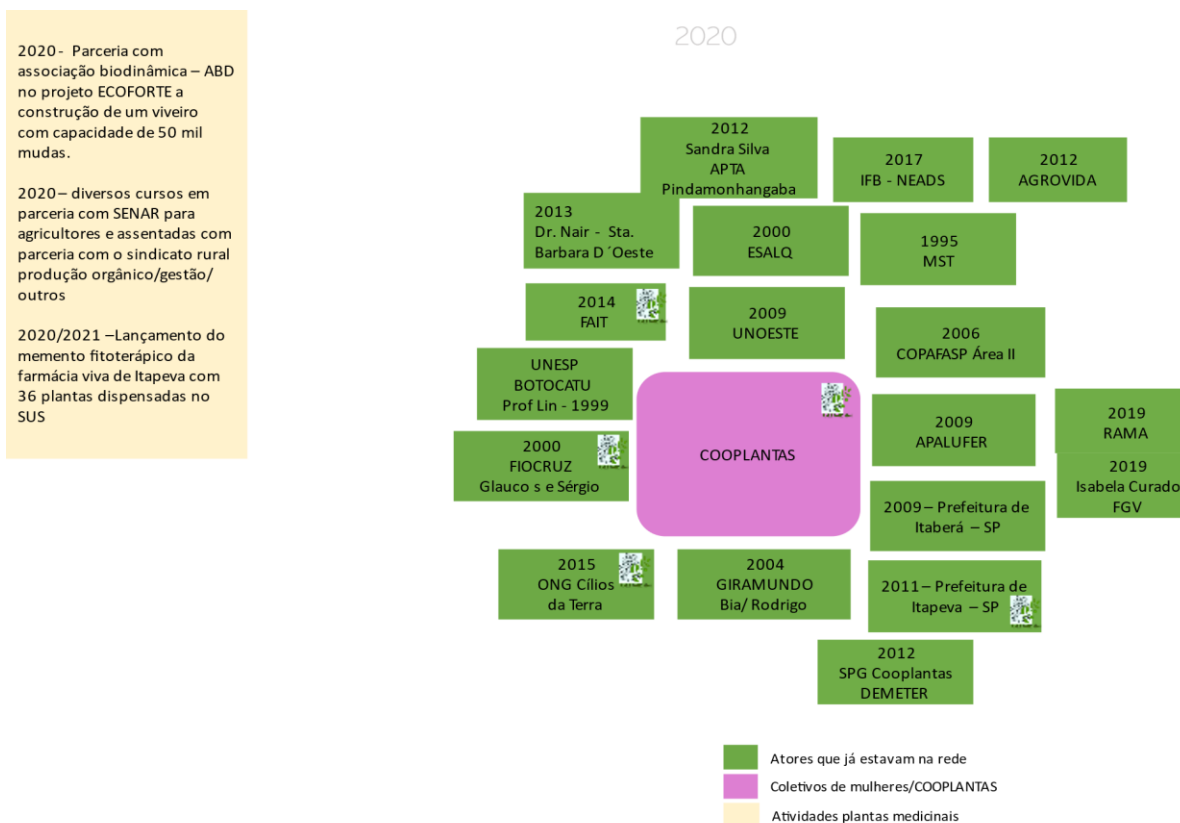 2020
2020 - Parceria com
associação biodinâmica – ABD
no projeto ECOFORTE a
construção de um viveiro
com capacidade de 50 mil
mudas.
2020 – diversos cursos em
parceria com SENAR para
agricultores e assentadas com
parceria com o sindicato rural
produção orgânico/gestão/
outros
2020/2021 –Lançamento do
memento fitoterápico da
farmácia viva de Itapeva com
36 plantas dispensadas no
SUS
2012
Sandra Silva
APTA
Pindamonhangaba
2017
IFB - NEADS
2012
AGROVIDA
2013
Dr. Nair - Sta.
Barbara D ´Oeste
2000
ESALQ
1995
MST
2014
FAIT
2009
UNOESTE
2006
COPAFASP Área II
UNESP
BOTOCATU
Prof Lin - 1999
COOPLANTAS
2009
APALUFER
2019
RAMA
2000
FIOCRUZ
Glauco s e Sérgio
2019
Isabela Curado
FGV
2009 – Prefeitura de
Itaberá – SP
2015
ONG Cílios
da Terra
2004
GIRAMUNDO
Bia/ Rodrigo
2011 – Prefeitura de
Itapeva – SP
2012
SPG Cooplantas
DEMETER
Atores que já estavam na rede
Coletivos de mulheres/COOPLANTAS
Atividades plantas medicinais